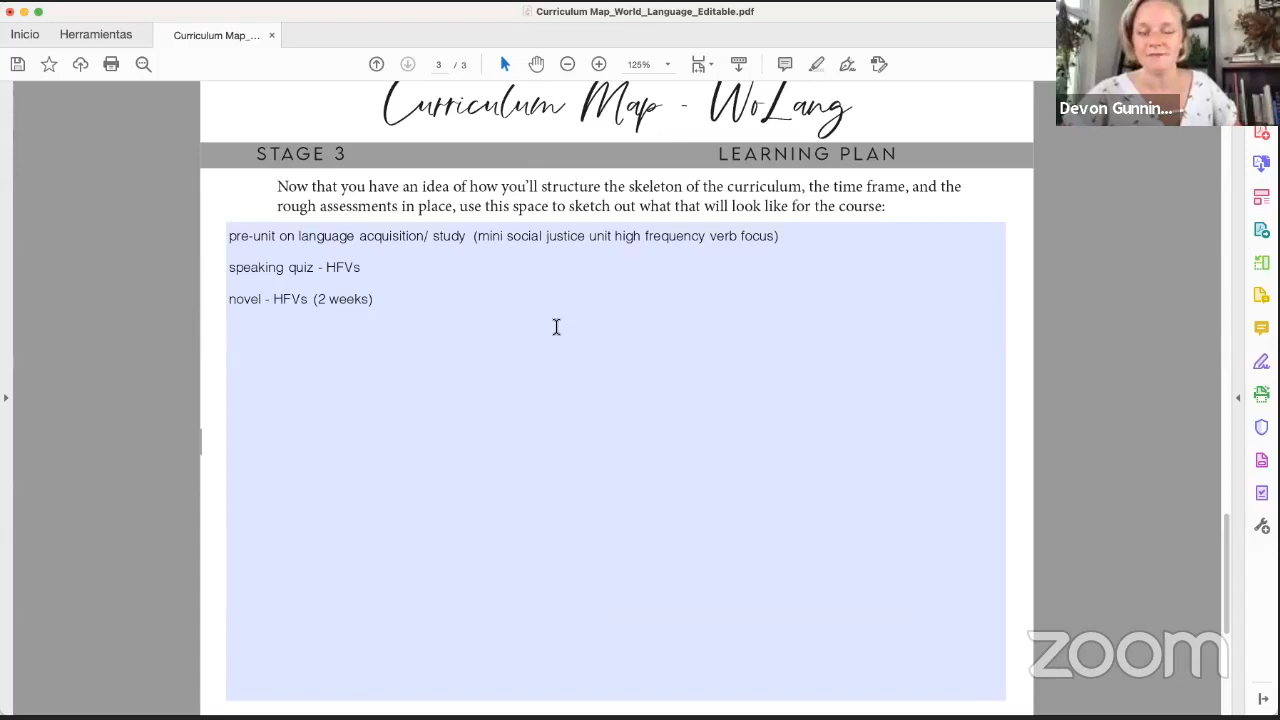 Curriculum Map_World_Language_Editable.pdf
Inicio
Herramientas
Curriculum Map_...
3 / 3
125%
Devon Gunnin...
Curriculum Map - WoLang
STAGE 3
LEARNING PLAN
Now that you have an idea of how you'll structure the skeleton of the curriculum, the time frame, and the
rough assessments in place, use this space to sketch out what that will look like for the course:
pre-unit on language acquisition/ study (mini social justice unit high frequency verb focus)
speaking quiz - HFVs
novel - HFVs (2 weeks)
zoom